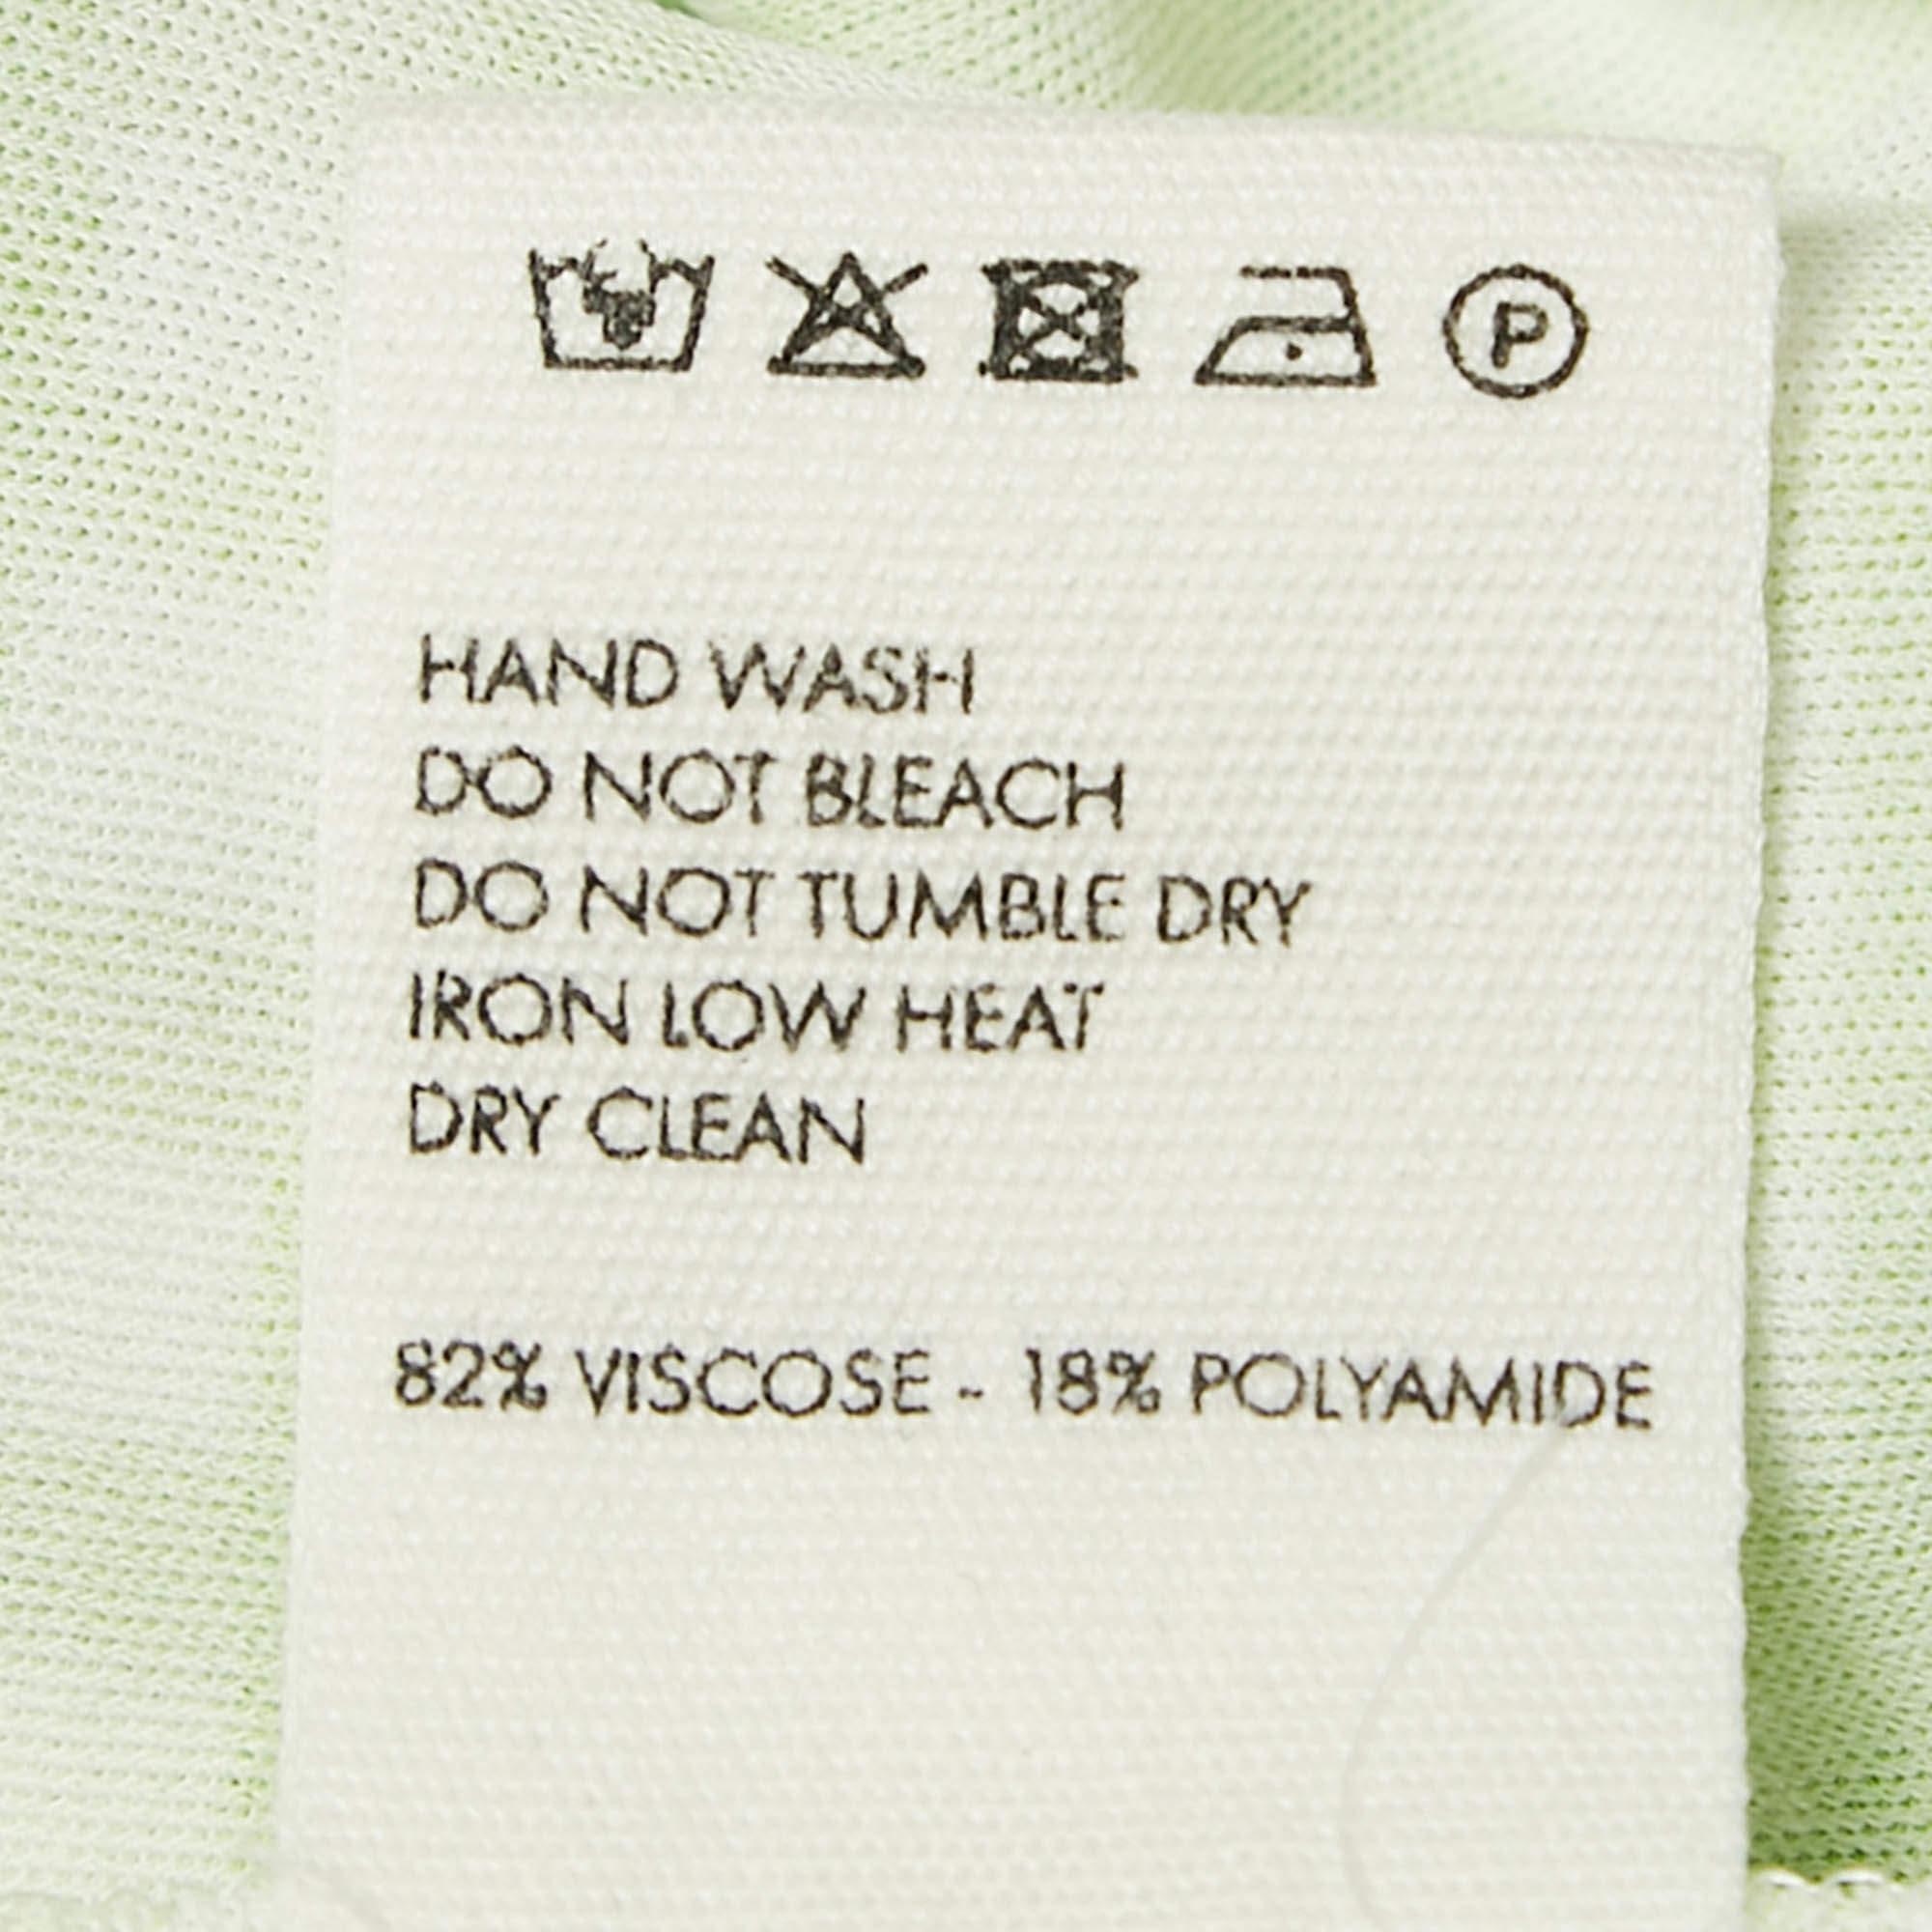 P
HAND WASH
DO NOT BLEACH
DO NOT TUMBLE DRY
IRON LOW HEAT
DRY CLEAN
82% VISCOSE - 18% POLYAMIDE